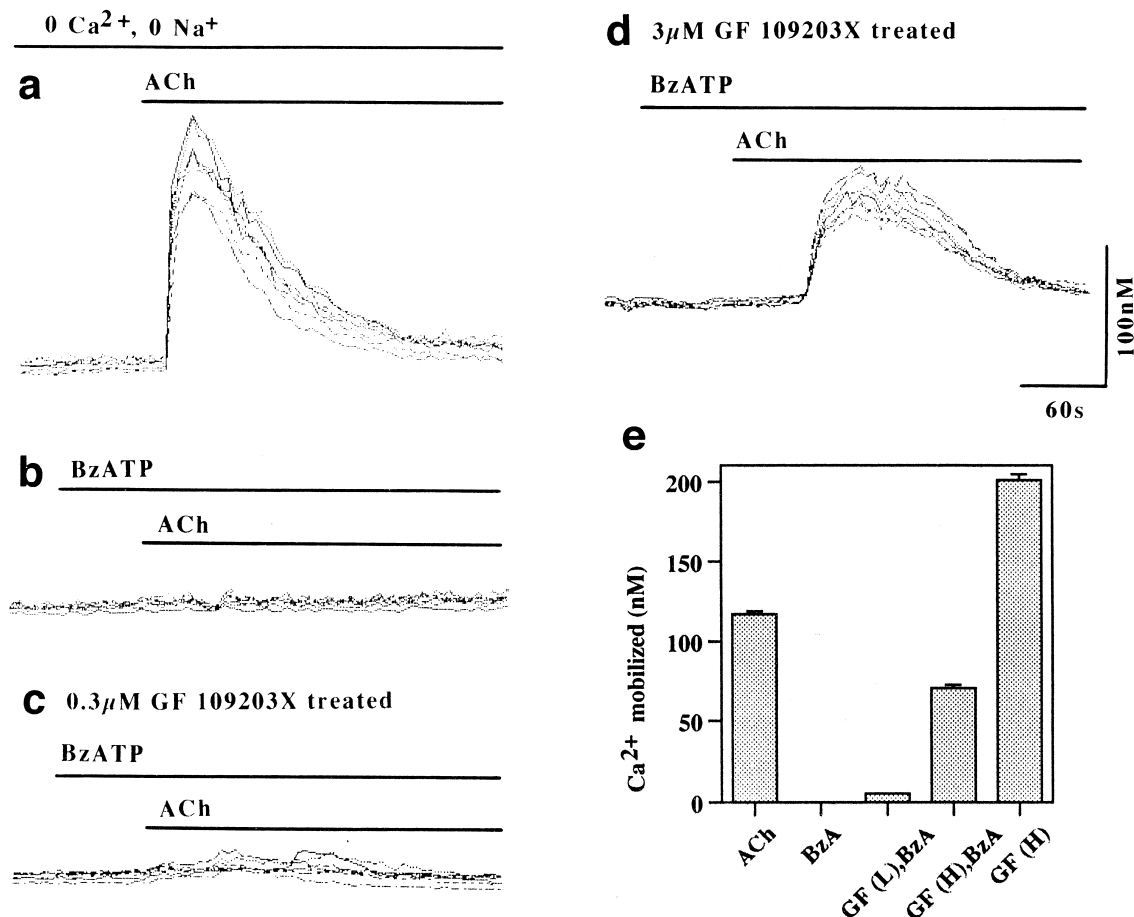 0 Ca2+, 0 Na+
a
ACh
b
BzATP
ACh
c 0.3μM GF 109203X treated
BzATP
ACh
d 3μM GF 109203X treated
BzATP
ACh
100nM
60s
e
Ca2+ mobilized (nM)
200
150
100
50
0
ACh
BzA
GF (L),BzA
GF (H),BzA
GF (H)